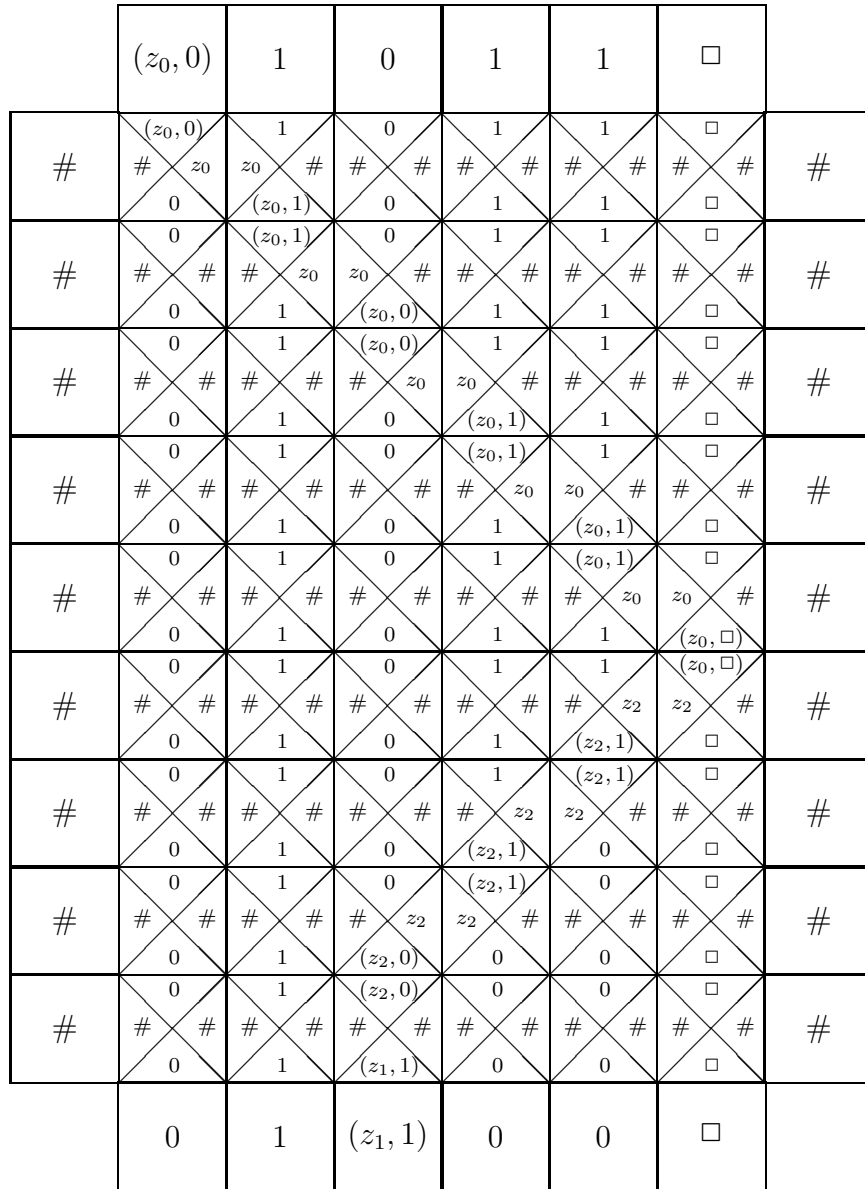 (z₀, 0) 1 0 1 1 □
(z₀, 0) 1 0 1 1 □
# # z₀ z₀ # # # # # # # # # #
0 (z₀, 1) 0 1 1 □
0 (z₀, 1) 0 1 1 □
# # # # z₀ z₀ # # # # # # # #
0 1 (z₀, 0) 1 1 □
0 1 (z₀, 0) 1 1 □
# # # # # # z₀ z₀ # # # # # #
0 1 0 (z₀, 1) 1 □
0 1 0 (z₀, 1) 1 □
# # # # # # # # z₀ z₀ # # # #
0 1 0 1 (z₀, 1) □
0 1 0 1 (z₀, 1) □
# # # # # # # # # # z₀ z₀ # #
0 1 0 1 1 (z₀, □)
0 1 0 1 1 (z₀, □)
# # # # # # # # # # z₂ z₂ # #
0 1 0 1 (z₂, 1) □
0 1 0 1 (z₂, 1) □
# # # # # # # # z₂ z₂ # # # #
0 1 0 (z₂, 1) 0 □
0 1 0 (z₂, 1) 0 □
# # # # # # z₂ z₂ # # # # # #
0 1 (z₂, 0) 0 0 □
0 1 (z₂, 0) 0 0 □
# # # # # # # # # # # # # #
0 1 (z₁, 1) 0 0 □
0 1 (z₁, 1) 0 0 □